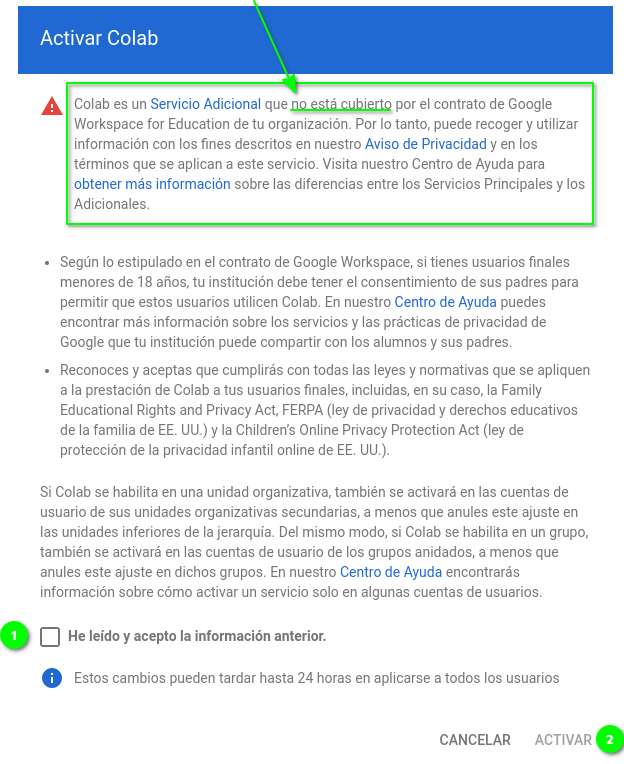 Activar Colab
Colab es un Servicio Adicional que no está cubierto por el contrato de Google
Workspace for Education de tu organización. Por lo tanto, puede recoger y utilizar
información con los fines descritos en nuestro Aviso de Privacidad y en los
términos que se aplican a este servicio. Visita nuestro Centro de Ayuda para
obtener más información sobre las diferencias entre los Servicios Principales y los
Adicionales.
• Según lo estipulado en el contrato de Google Workspace, si tienes usuarios finales
menores de 18 años, tu institución debe tener el consentimiento de sus padres para
permitir que estos usuarios utilicen Colab. En nuestro Centro de Ayuda puedes
encontrar más información sobre los servicios y las prácticas de privacidad de
Google que tu institución puede compartir con los alumnos y sus padres.
• Reconoces y aceptas que cumplirás con todas las leyes y normativas que se apliquen
a la prestación de Colab a tus usuarios finales, incluidas, en su caso, la Family
Educational Rights and Privacy Act, FERPA (ley de privacidad y derechos educativos
de la familia de EE. UU.) y la Children's Online Privacy Protection Act (ley de
protección de la privacidad infantil online de EE. UU.).
Si Colab se habilita en una unidad organizativa, también se activará en las cuentas de
usuario de sus unidades organizativas secundarias, a menos que anules este ajuste en
las unidades inferiores de la jerarquía. Del mismo modo, si Colab se habilita en un grupo,
también se activará en las cuentas de usuario de los grupos anidados, a menos que
anules este ajuste en dichos grupos. En nuestro Centro de Ayuda encontrarás
información sobre cómo activar un servicio solo en algunas cuentas de usuarios.
1 He leído y acepto la información anterior.
Estos cambios pueden tardar hasta 24 horas en aplicarse a todos los usuarios
CANCELAR ACTIVAR 2